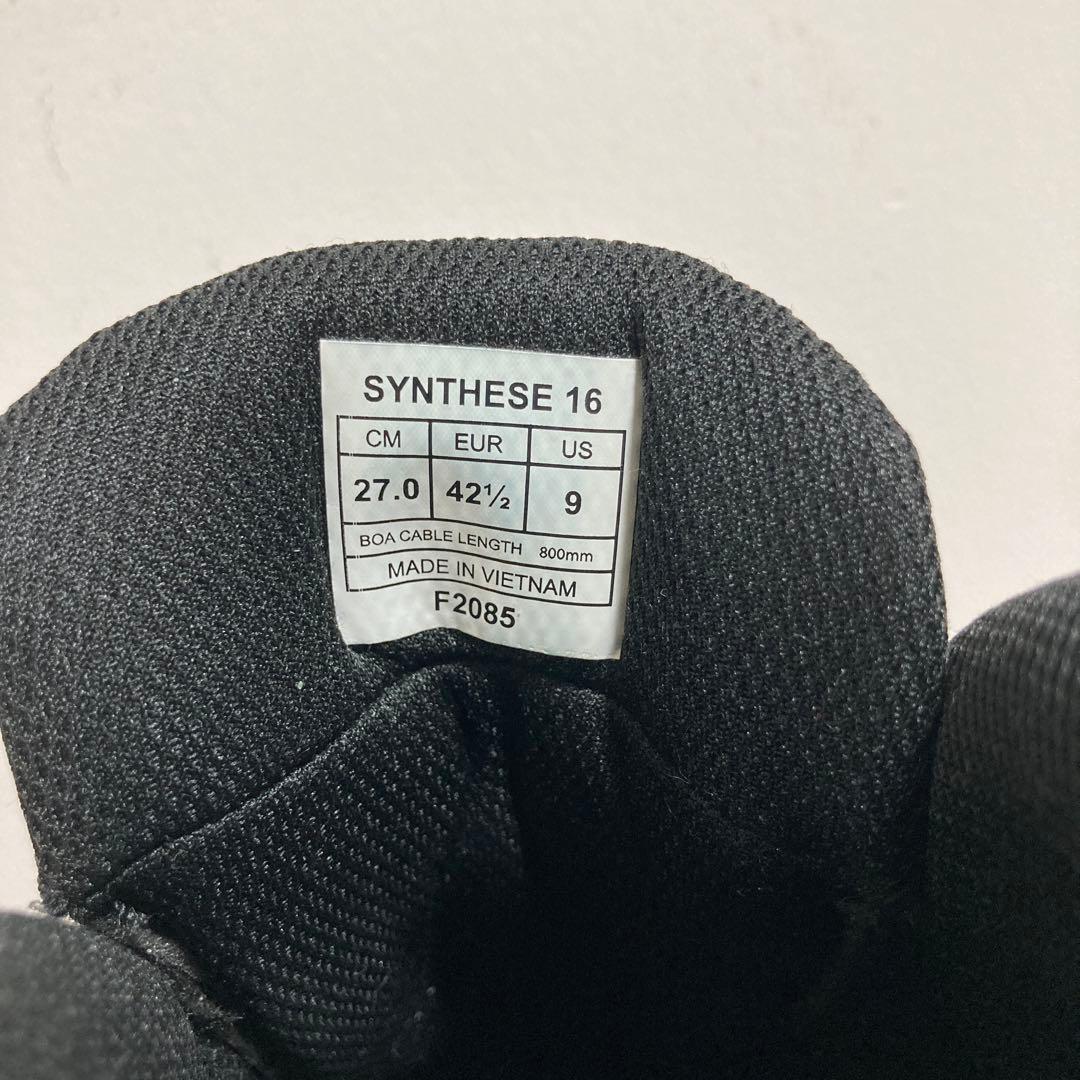 SYNTHESE 16
CM EUR US
27.0 42½ 9
BOA CABLE LENGTH 800mm
MADE IN VIETNAM
F2085